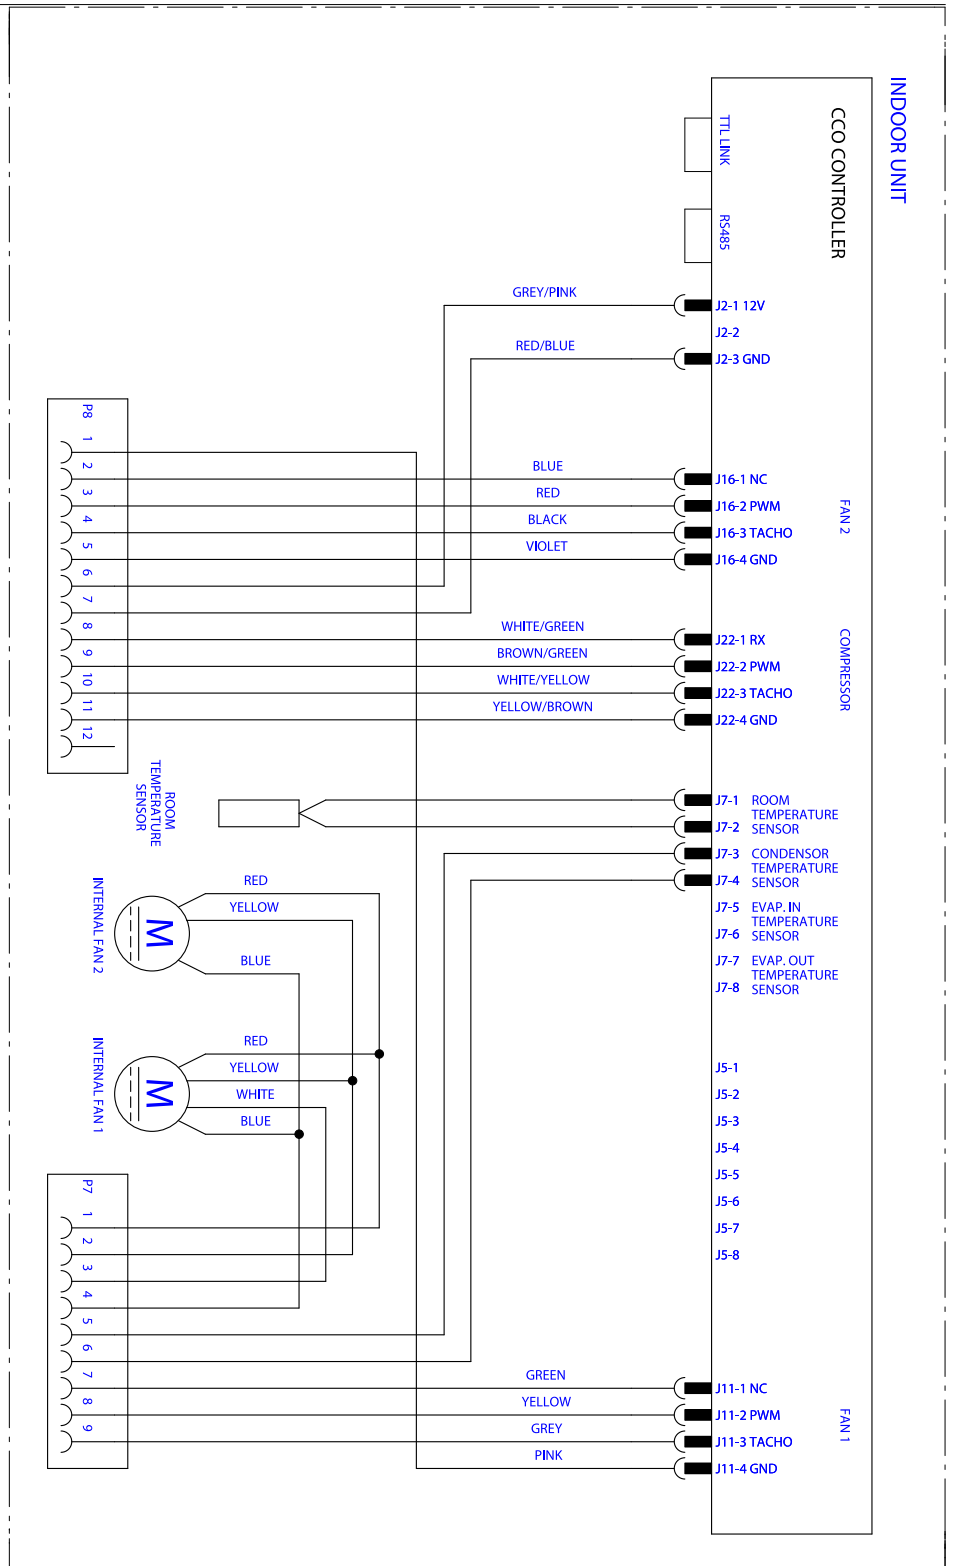 INDOOR UNIT
CCO CONTROLLER
TTL LINK
RS485
GREY/PINK
J2-1 12V
J2-2
RED/BLUE
J2-3 GND
P8
1
2
3
4
5
6
7
8
9
10
11
12
BLUE
J16-1 NC
RED
J16-2 PWM
BLACK
J16-3 TACHO
VIOLET
J16-4 GND
FAN 2
WHITE/GREEN
J22-1 RX
BROWN/GREEN
J22-2 PWM
WHITE/YELLOW
J22-3 TACHO
YELLOW/BROWN
J22-4 GND
COMPRESSOR
ROOM
TEMPERATURE
SENSOR
J7-1 ROOM
TEMPERATURE
J7-2 SENSOR
J7-3 CONDENSOR
TEMPERATURE
J7-4 SENSOR
J7-5 EVAP. IN
TEMPERATURE
J7-6 SENSOR
J7-7 EVAP. OUT
TEMPERATURE
J7-8 SENSOR
INTERNAL FAN 2
M
RED
YELLOW
BLUE
INTERNAL FAN 1
M
RED
YELLOW
WHITE
BLUE
J5-1
J5-2
J5-3
J5-4
J5-5
J5-6
J5-7
J5-8
P7
1
2
3
4
5
6
7
8
9
GREEN
J11-1 NC
YELLOW
J11-2 PWM
GREY
J11-3 TACHO
PINK
J11-4 GND
FAN 1